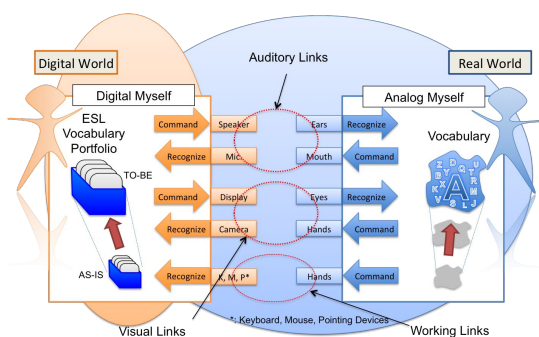 Auditory Links
Digital World
Real World
Digital Myself
Analog Myself
ESL
Vocabulary
Portfolio
TO-BE
AS-IS
Command
Speaker
Ears
Recognize
Recognize
Mic.
Mouth
Command
Command
Display
Eyes
Recognize
Recognize
Camera
Hands
Command
Recognize
K, M, P*
Hands
Command
Vocabulary
A
*: Keyboard, Mouse, Pointing Devices
Visual Links
Working Links